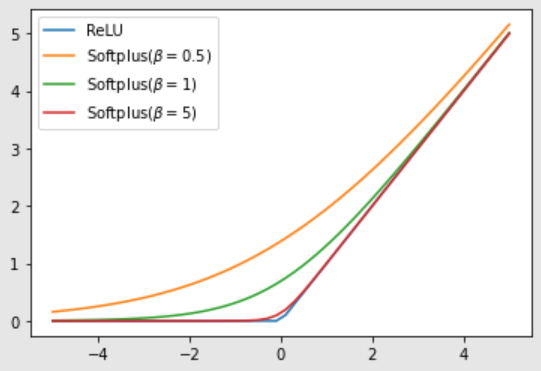 ReLU
Softplus(β = 0.5)
Softplus(β = 1)
Softplus(β = 5)
5
4
3
2
1
0
−4 −2 0 2 4